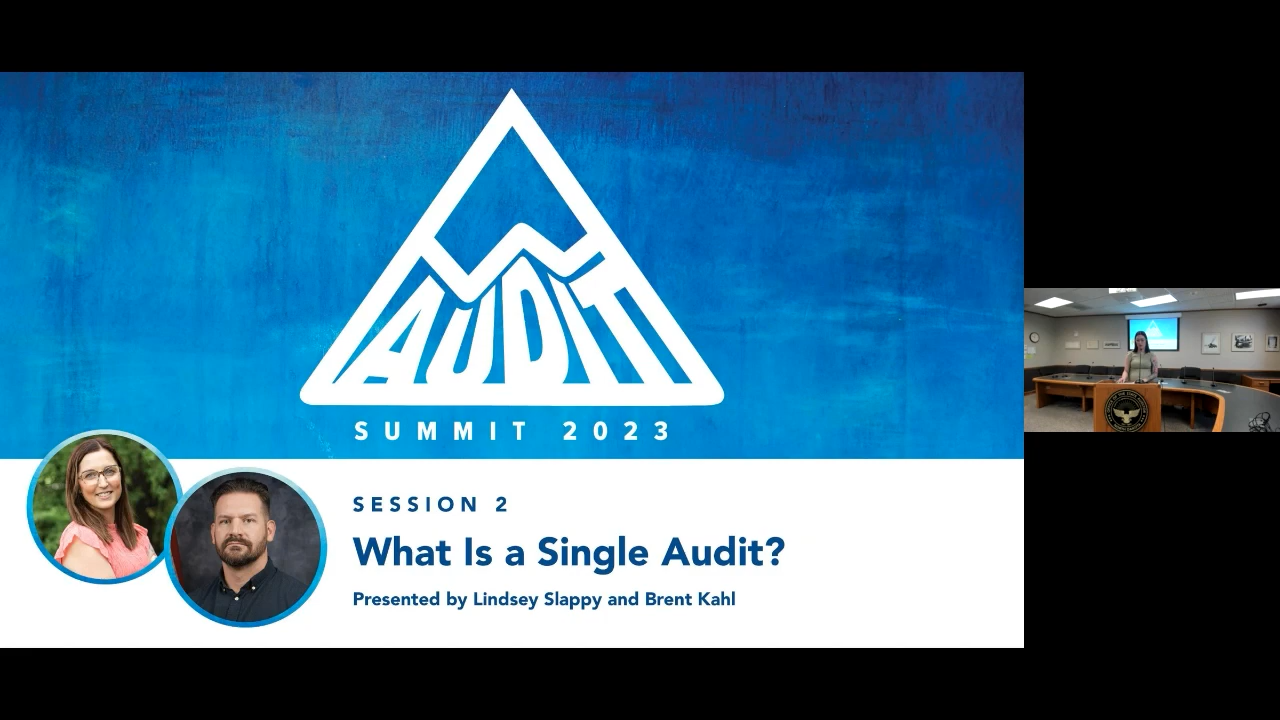 AUDIT
SUMMIT 2023
SESSION 2
What Is a Single Audit?
Presented by Lindsey Slappy and Brent Kahl